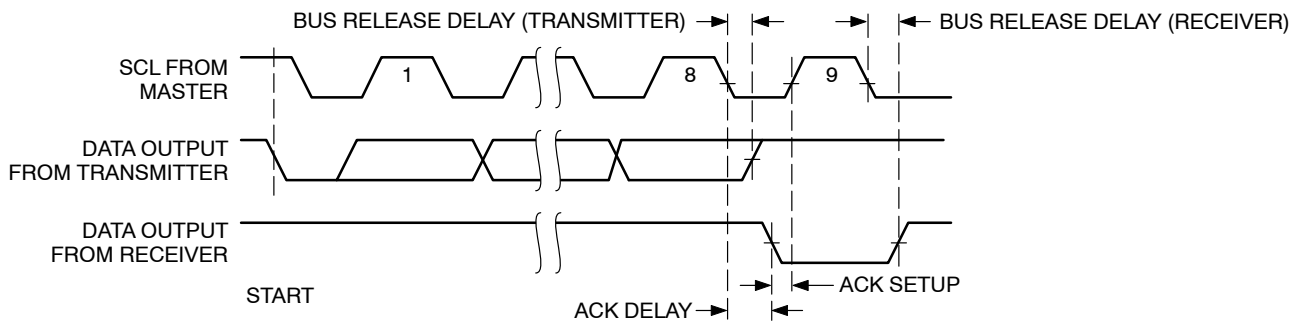 BUS RELEASE DELAY (TRANSMITTER)
BUS RELEASE DELAY (RECEIVER)
SCL FROM
MASTER
1
8
9
DATA OUTPUT
FROM TRANSMITTER
DATA OUTPUT
FROM RECEIVER
START
ACK SETUP
ACK DELAY